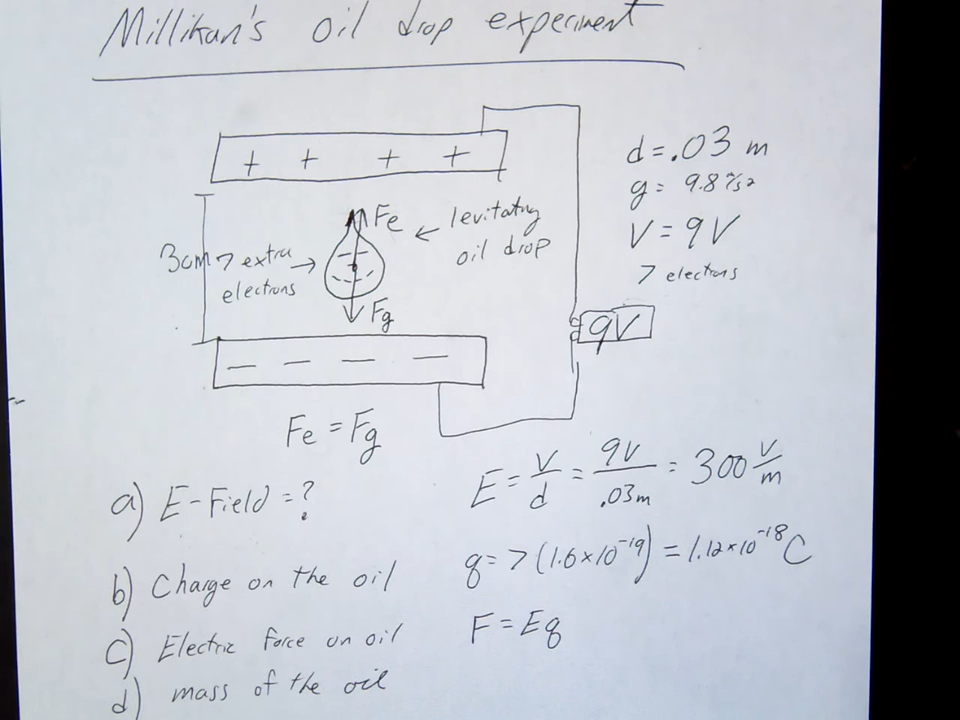 Millikan's oil drop experiment
+ + + +
d = .03 m
g = 9.8 m/s²
V = 9V
7 electrons
Fe
← levitating
oil drop
3cm
7 extra →
electrons
- - - -
Fg
9V
- - - -
Fe = Fg
a) E-Field = ?
E = V/d = 9V/.03m = 300 V/m
b) Charge on the oil
q = 7 (1.6×10⁻¹⁹) = 1.12×10⁻¹⁸ C
c) Electric force on oil
F = Eq
d) mass of the oil